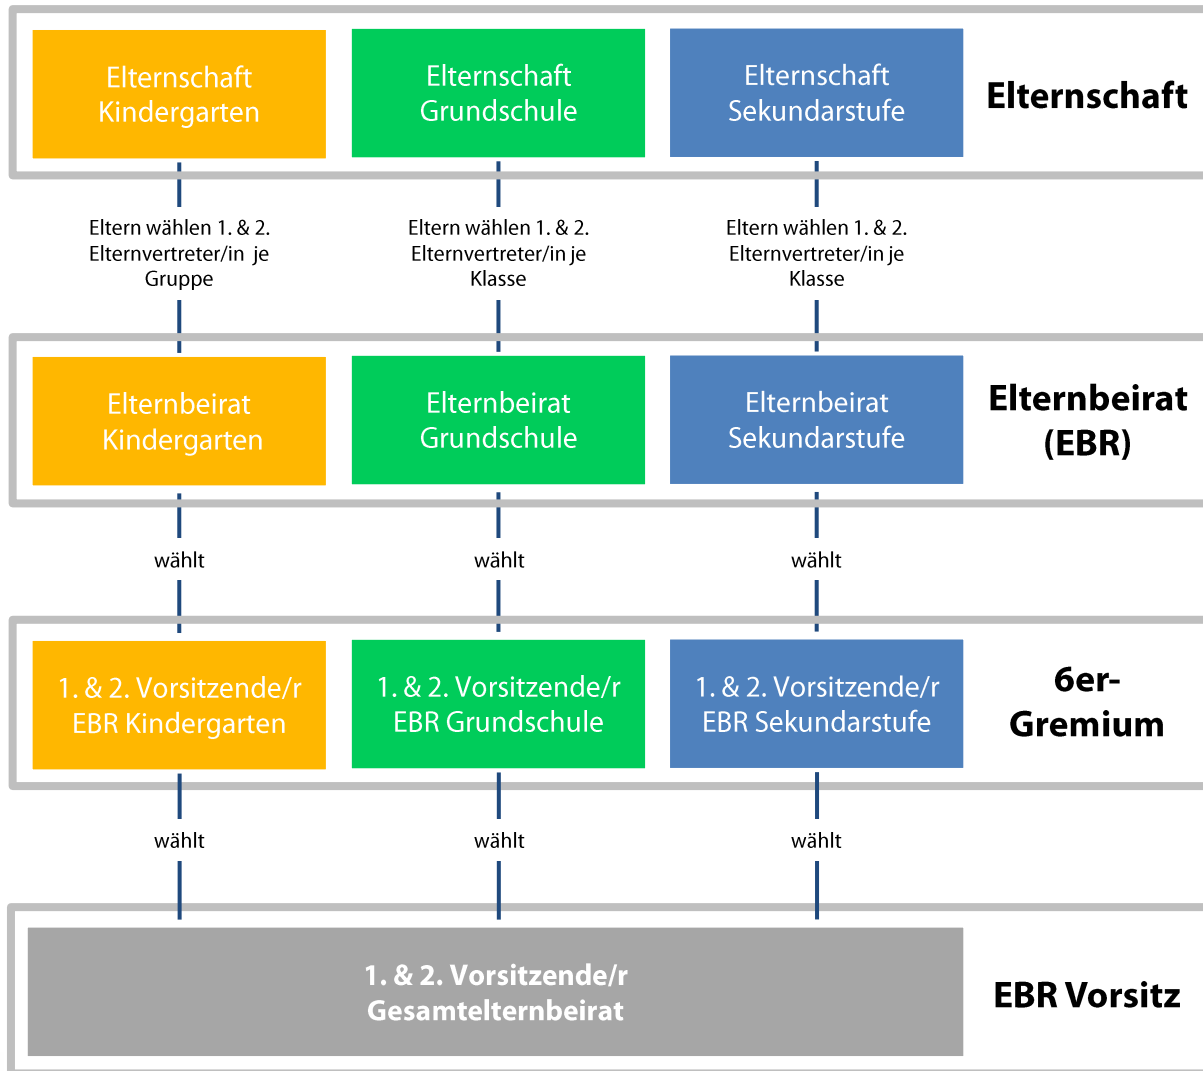 Elternschaft
Kindergarten
Elternschaft
Grundschule
Elternschaft
Sekundarstufe
Elternschaft
Eltern wählen 1. & 2.
Elternvertreter/in je
Gruppe
Eltern wählen 1. & 2.
Elternvertreter/in je
Klasse
Eltern wählen 1. & 2.
Elternvertreter/in je
Klasse
Elternbeirat
Kindergarten
Elternbeirat
Grundschule
Elternbeirat
Sekundarstufe
Elternbeirat
(EBR)
wählt
wählt
wählt
1. & 2. Vorsitzende/r
EBR Kindergarten
1. & 2. Vorsitzende/r
EBR Grundschule
1. & 2. Vorsitzende/r
EBR Sekundarstufe
6er-
Gremium
wählt
wählt
wählt
1. & 2. Vorsitzende/r
Gesamtelternbeirat
EBR Vorsitz